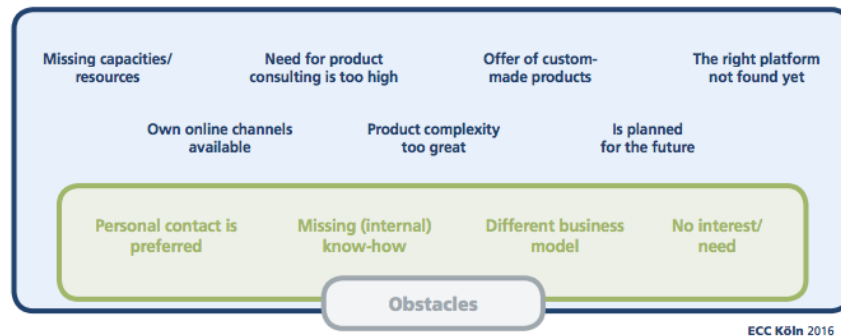 Missing capacities/
resources
Need for product
consulting is too high
Offer of custom-
made products
The right platform
not found yet
Own online channels
available
Product complexity
too great
Is planned
for the future
Personal contact is
preferred
Missing (internal)
know-how
Different business
model
No interest/
need
Obstacles
ECC Köln 2016